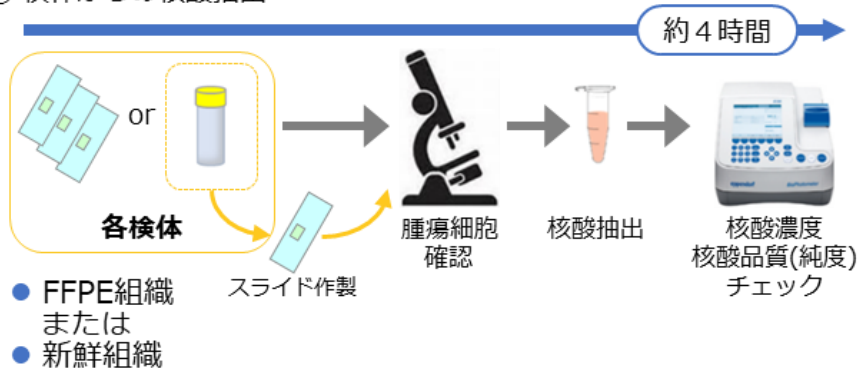 約４時間
or
各検体
スライド作製
腫瘍細胞
確認
核酸抽出
核酸濃度
核酸品質(純度)
チェック
● FFPE組織
または
● 新鮮組織